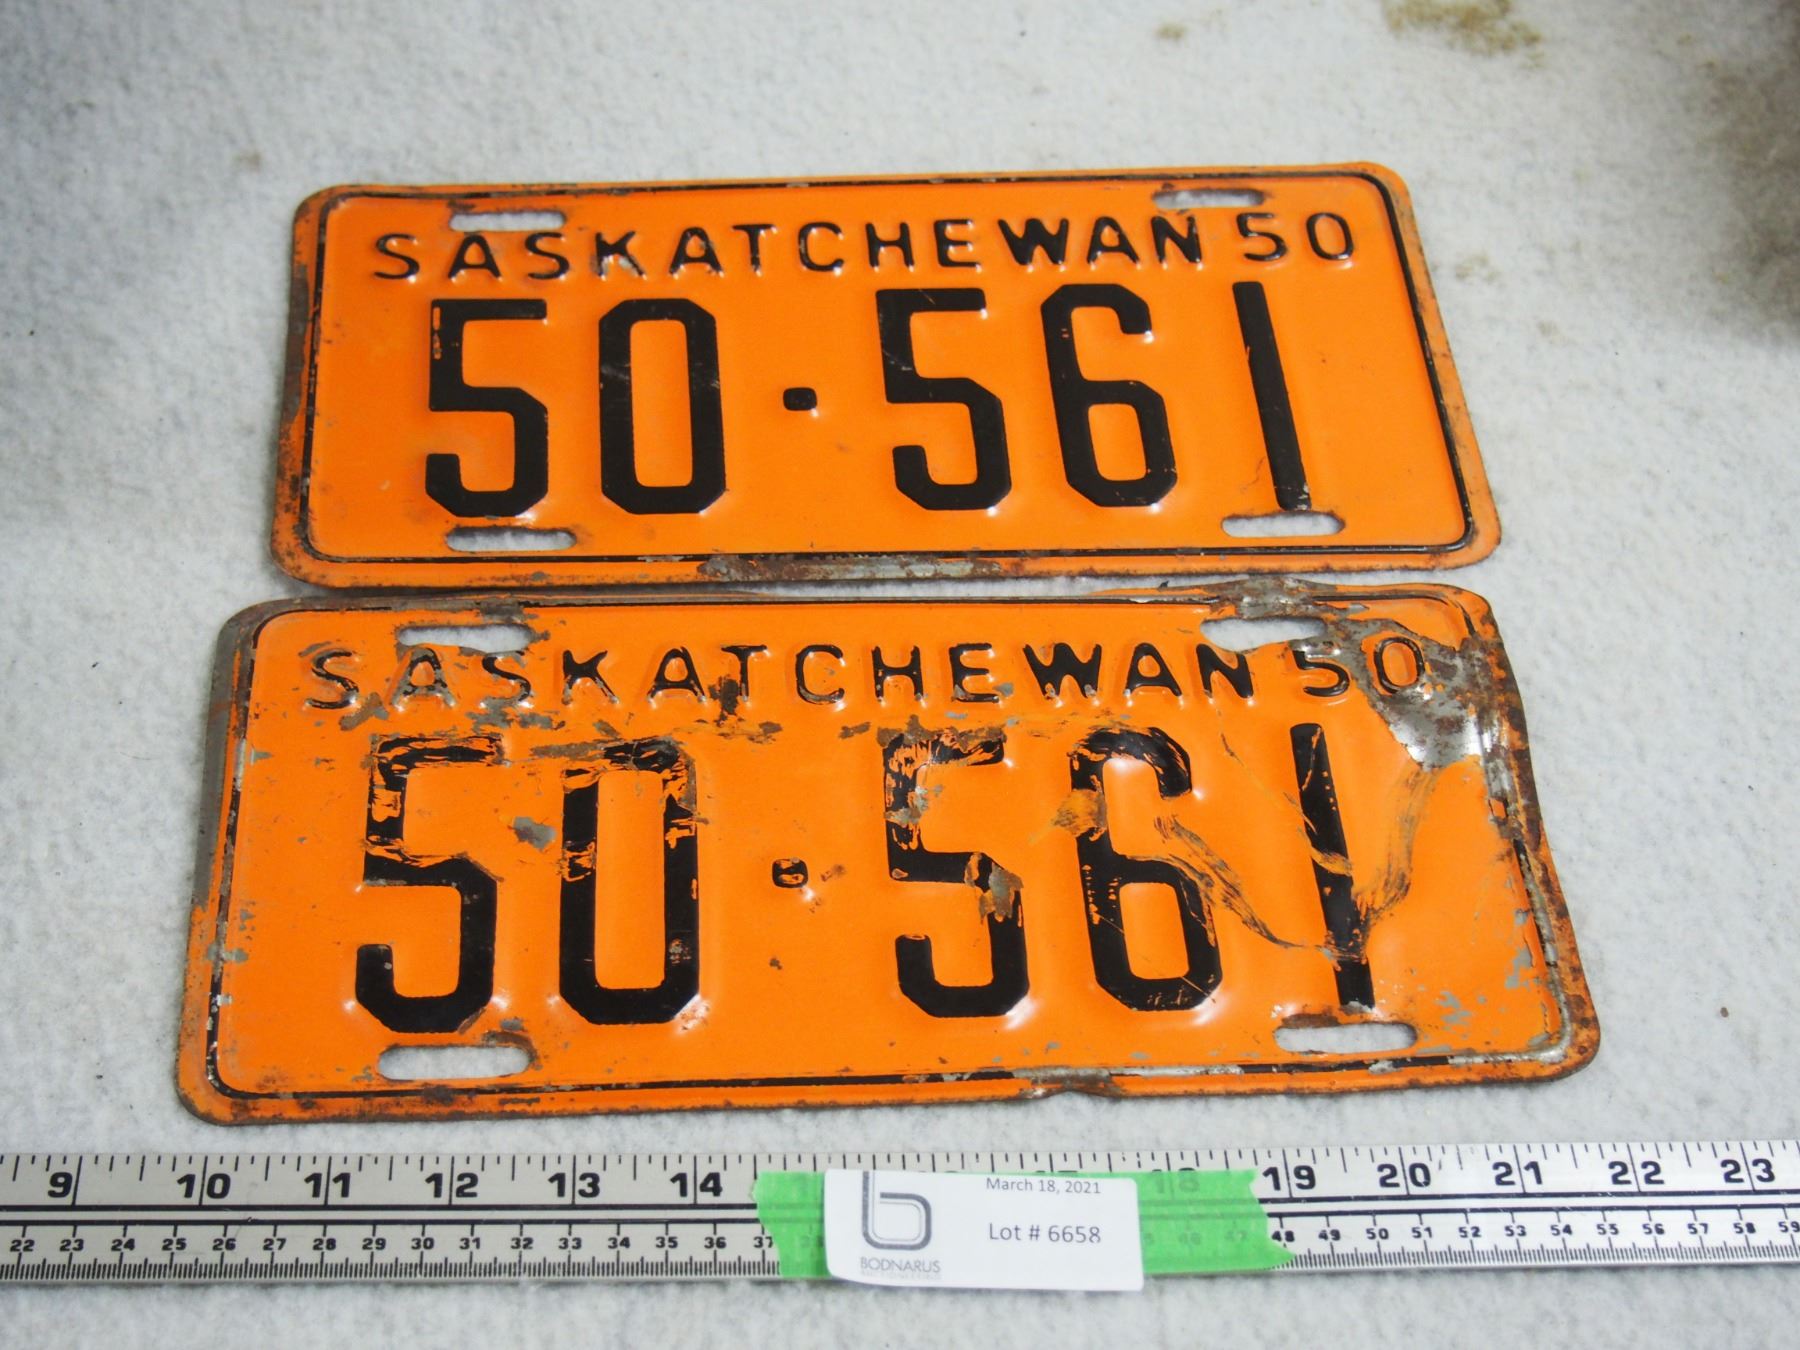 SASKATCHEWAN 50
50·561
SASKATCHEWAN 50
50·561
9 10 11 12 13 14 18 19 20 21 22 23
22 23 24 25 26 27 28 29 30 31 32 33 34 35 36 37 46 47 48 49 50 51 52 53 54 55 56 57 58 59
March 18, 2021
Lot # 6658
b
BODNARUS